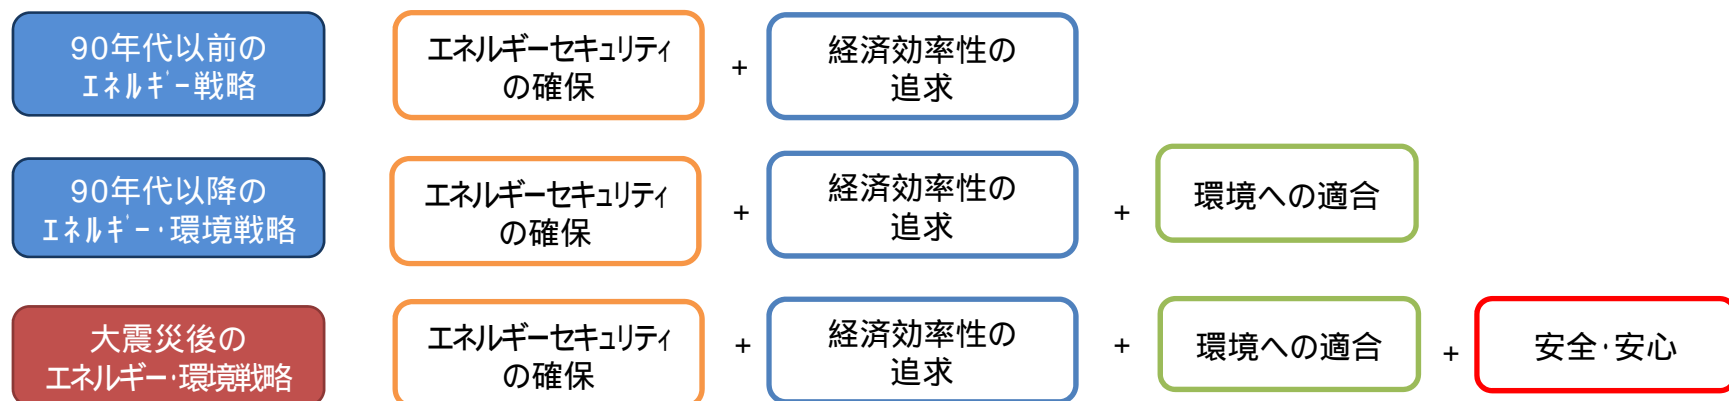 90年代以前の
ｴﾈﾙｷﾞｰ戦略
エネルギーセキュリティ
の確保
+
経済効率性の
追求
90年代以降の
ｴﾈﾙｷﾞｰ・環境戦略
エネルギーセキュリティ
の確保
+
経済効率性の
追求
+
環境への適合
大震災後の
エネルギー・環境戦略
エネルギーセキュリティ
の確保
+
経済効率性の
追求
+
環境への適合
+
安全・安心